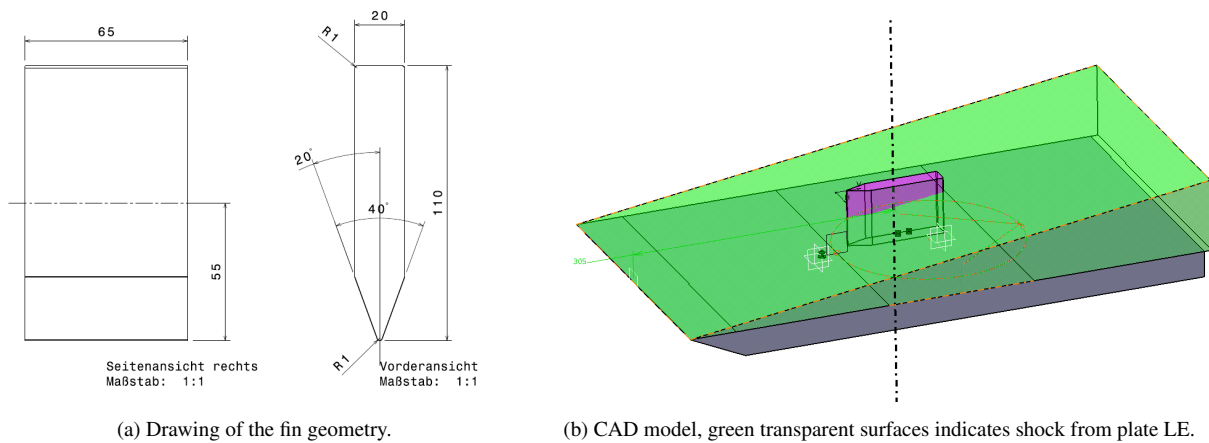 65
20
R1
20°
40°
110
55
R1
Seitenansicht rechts
Maßstab: 1:1
Vorderansicht
Maßstab: 1:1
305
(a) Drawing of the fin geometry.
(b) CAD model, green transparent surfaces indicates shock from plate LE.